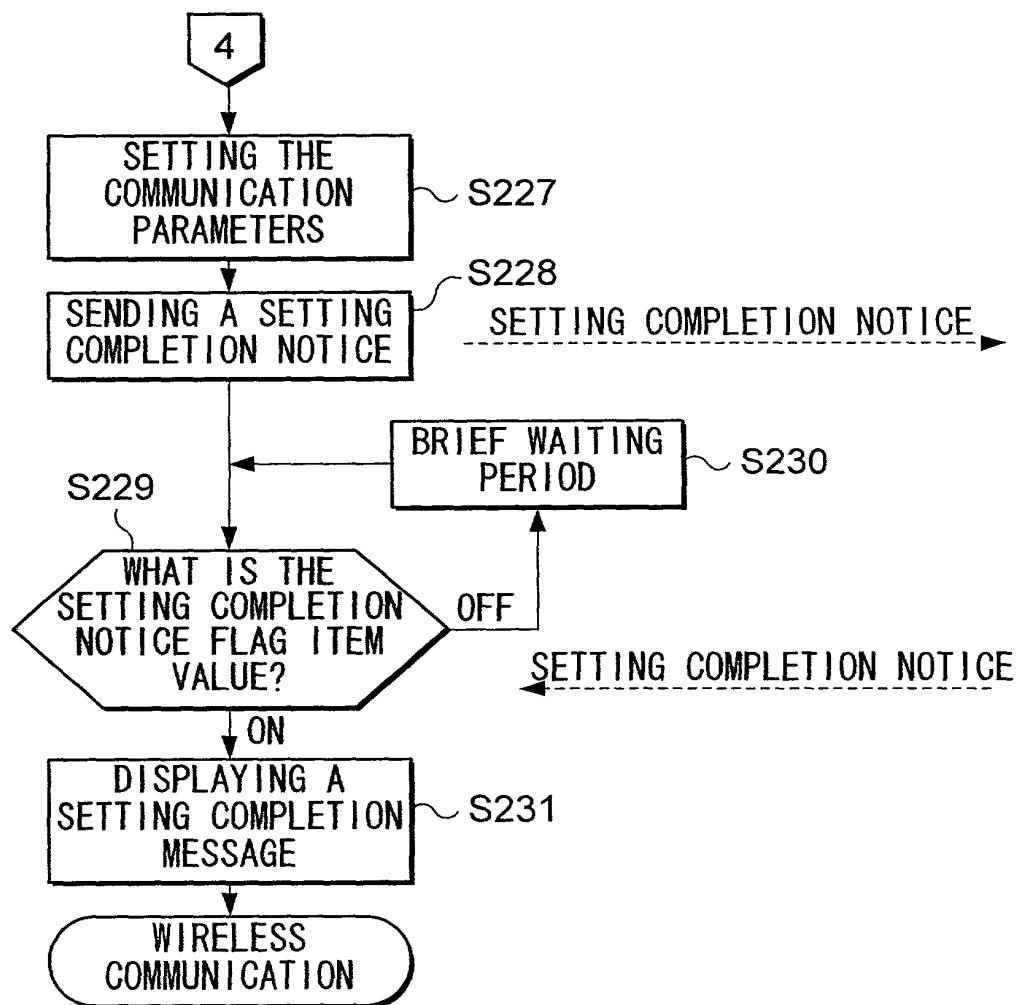 4
SETTING THE
COMMUNICATION
PARAMETERS
S227
S228
SENDING A SETTING
COMPLETION NOTICE
SETTING COMPLETION NOTICE
BRIEF WAITING
PERIOD
S230
S229
WHAT IS THE
SETTING COMPLETION
NOTICE FLAG ITEM
VALUE?
OFF
SETTING COMPLETION NOTICE
ON
DISPLAYING A
SETTING COMPLETION
MESSAGE
S231
WIRELESS
COMMUNICATION